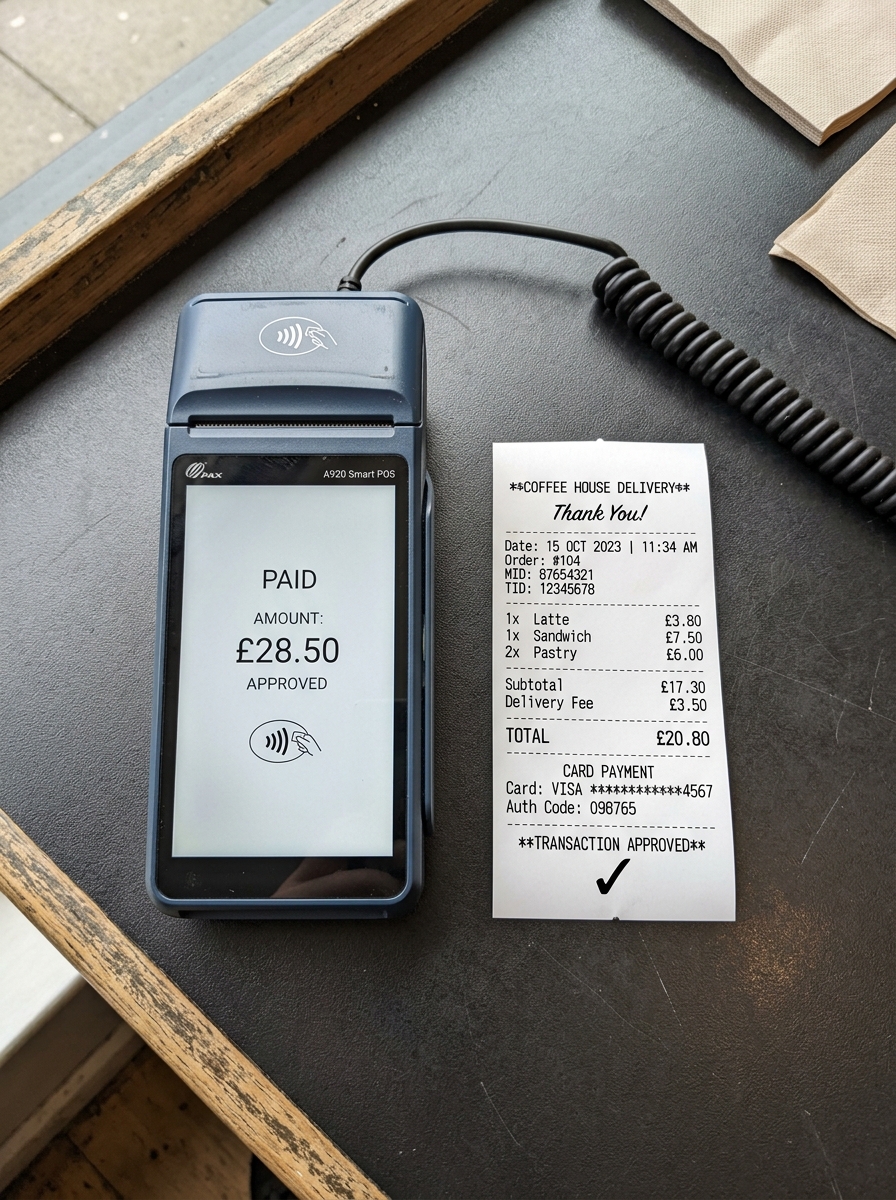 PAX
A920 Smart POS
PAID
AMOUNT:
£28.50
APPROVED
*$COFFEE HOUSE DELIVERY$*
Thank You!
Date: 15 OCT 2023 | 11:34 AM
Order: #104
MID: 87654321
TID: 12345678
1x Latte £3.80
1x Sandwich £7.50
2x Pastry £6.00
Subtotal £17.30
Delivery Fee £3.50
TOTAL £20.80
CARD PAYMENT
Card: VISA ************4567
Auth Code: 098765
**TRANSACTION APPROVED**